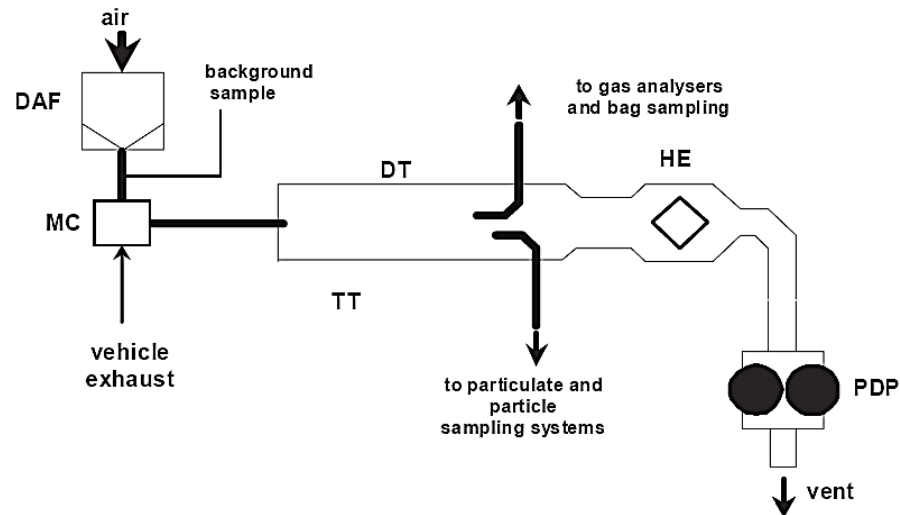 air
DAF
background
sample
to gas analysers
and bag sampling
DT
HE
MC
TT
vehicle
exhaust
to particulate and
particle
sampling systems
PDP
vent